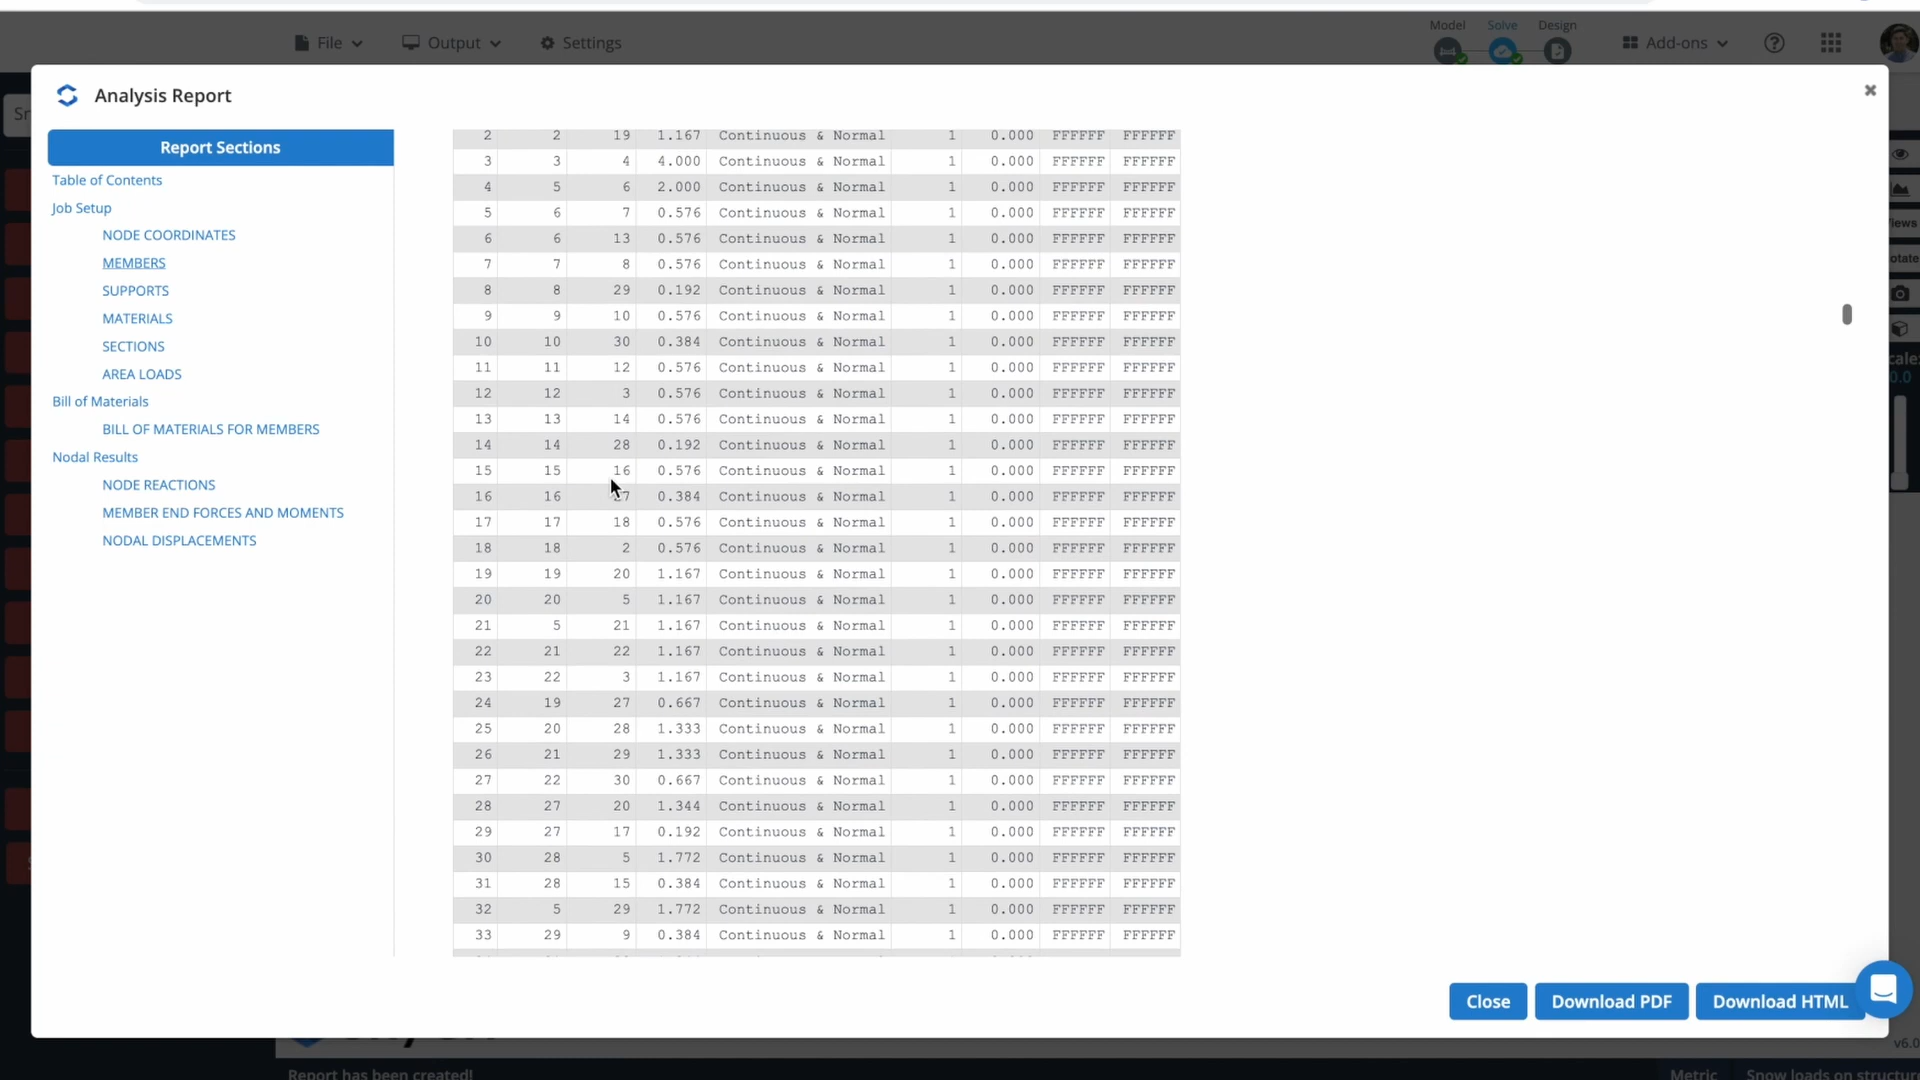 Model Solve Design
File Output Settings Add-ons
Analysis Report
Report Sections
Table of Contents
Job Setup
NODE COORDINATES
MEMBERS
SUPPORTS
MATERIALS
SECTIONS
AREA LOADS
Bill of Materials
BILL OF MATERIALS FOR MEMBERS
Nodal Results
NODE REACTIONS
MEMBER END FORCES AND MOMENTS
NODAL DISPLACEMENTS
2 2 19 1.167 Continuous & Normal 1 0.000 FFFFFF FFFFFF
3 3 4 4.000 Continuous & Normal 1 0.000 FFFFFF FFFFFF
4 5 6 2.000 Continuous & Normal 1 0.000 FFFFFF FFFFFF
5 6 7 0.576 Continuous & Normal 1 0.000 FFFFFF FFFFFF
6 6 13 0.576 Continuous & Normal 1 0.000 FFFFFF FFFFFF
7 7 8 0.576 Continuous & Normal 1 0.000 FFFFFF FFFFFF
8 8 29 0.192 Continuous & Normal 1 0.000 FFFFFF FFFFFF
9 9 10 0.576 Continuous & Normal 1 0.000 FFFFFF FFFFFF
10 10 30 0.384 Continuous & Normal 1 0.000 FFFFFF FFFFFF
11 11 12 0.576 Continuous & Normal 1 0.000 FFFFFF FFFFFF
12 12 3 0.576 Continuous & Normal 1 0.000 FFFFFF FFFFFF
13 13 14 0.576 Continuous & Normal 1 0.000 FFFFFF FFFFFF
14 14 28 0.192 Continuous & Normal 1 0.000 FFFFFF FFFFFF
15 15 16 0.576 Continuous & Normal 1 0.000 FFFFFF FFFFFF
16 16 0.384 Continuous & Normal 1 0.000 FFFFFF FFFFFF
17 17 18 0.576 Continuous & Normal 1 0.000 FFFFFF FFFFFF
18 18 2 0.576 Continuous & Normal 1 0.000 FFFFFF FFFFFF
19 19 20 1.167 Continuous & Normal 1 0.000 FFFFFF FFFFFF
20 20 5 1.167 Continuous & Normal 1 0.000 FFFFFF FFFFFF
21 5 21 1.167 Continuous & Normal 1 0.000 FFFFFF FFFFFF
22 21 22 1.167 Continuous & Normal 1 0.000 FFFFFF FFFFFF
23 22 3 1.167 Continuous & Normal 1 0.000 FFFFFF FFFFFF
24 19 27 0.667 Continuous & Normal 1 0.000 FFFFFF FFFFFF
25 20 28 1.333 Continuous & Normal 1 0.000 FFFFFF FFFFFF
26 21 29 1.333 Continuous & Normal 1 0.000 FFFFFF FFFFFF
27 22 30 0.667 Continuous & Normal 1 0.000 FFFFFF FFFFFF
28 27 20 1.344 Continuous & Normal 1 0.000 FFFFFF FFFFFF
29 27 17 0.192 Continuous & Normal 1 0.000 FFFFFF FFFFFF
30 28 5 1.772 Continuous & Normal 1 0.000 FFFFFF FFFFFF
31 28 15 0.384 Continuous & Normal 1 0.000 FFFFFF FFFFFF
32 5 29 1.772 Continuous & Normal 1 0.000 FFFFFF FFFFFF
33 29 9 0.384 Continuous & Normal 1 0.000 FFFFFF FFFFFF
Close Download PDF Download HTML
v6.0
Report has been created! Metric Snow loads on structure